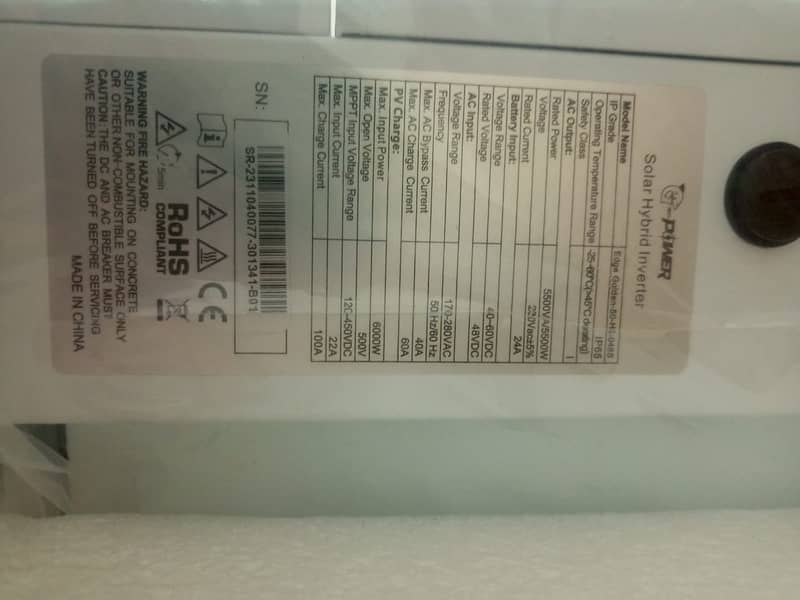 POWER
Solar Hybrid Inverter
Model Name Edge Golden-50-HI-048S
IP Grade IP65
Operating Temperature Range -25-60°C(>45°C derating)
Safety Class I
AC Output:
Rated Power 5500VA/5500W
Voltage 230Vac±5%
Rated Current 24A
Battery Input:
Voltage Range 40-60VDC
Rated Voltage 48VDC
AC Input:
Voltage Range 170-280VAC
Frequency 50 Hz/60 Hz
Max. AC Bypass Current 40A
Max. AC Charge Current 60A
PV Charge:
Max. Input Power 6000W
Max. Open Voltage 500V
MPPT Input Voltage Range 120-450VDC
Max. Input Current 22A
Max. Charge Current 100A
SN:
SR-2311040077-301341-B01
CE
5min
RoHS
COMPLIANT
WARNING FIRE HAZARD:
SUITABLE FOR MOUNTING ON CONCRETE
OR OTHER NON-COMBUSTIBLE SURFACE ONLY
CAUTION: THE DC AND AC BREAKER MUST
HAVE BEEN TURNED OFF BEFORE SERVICING
MADE IN CHINA